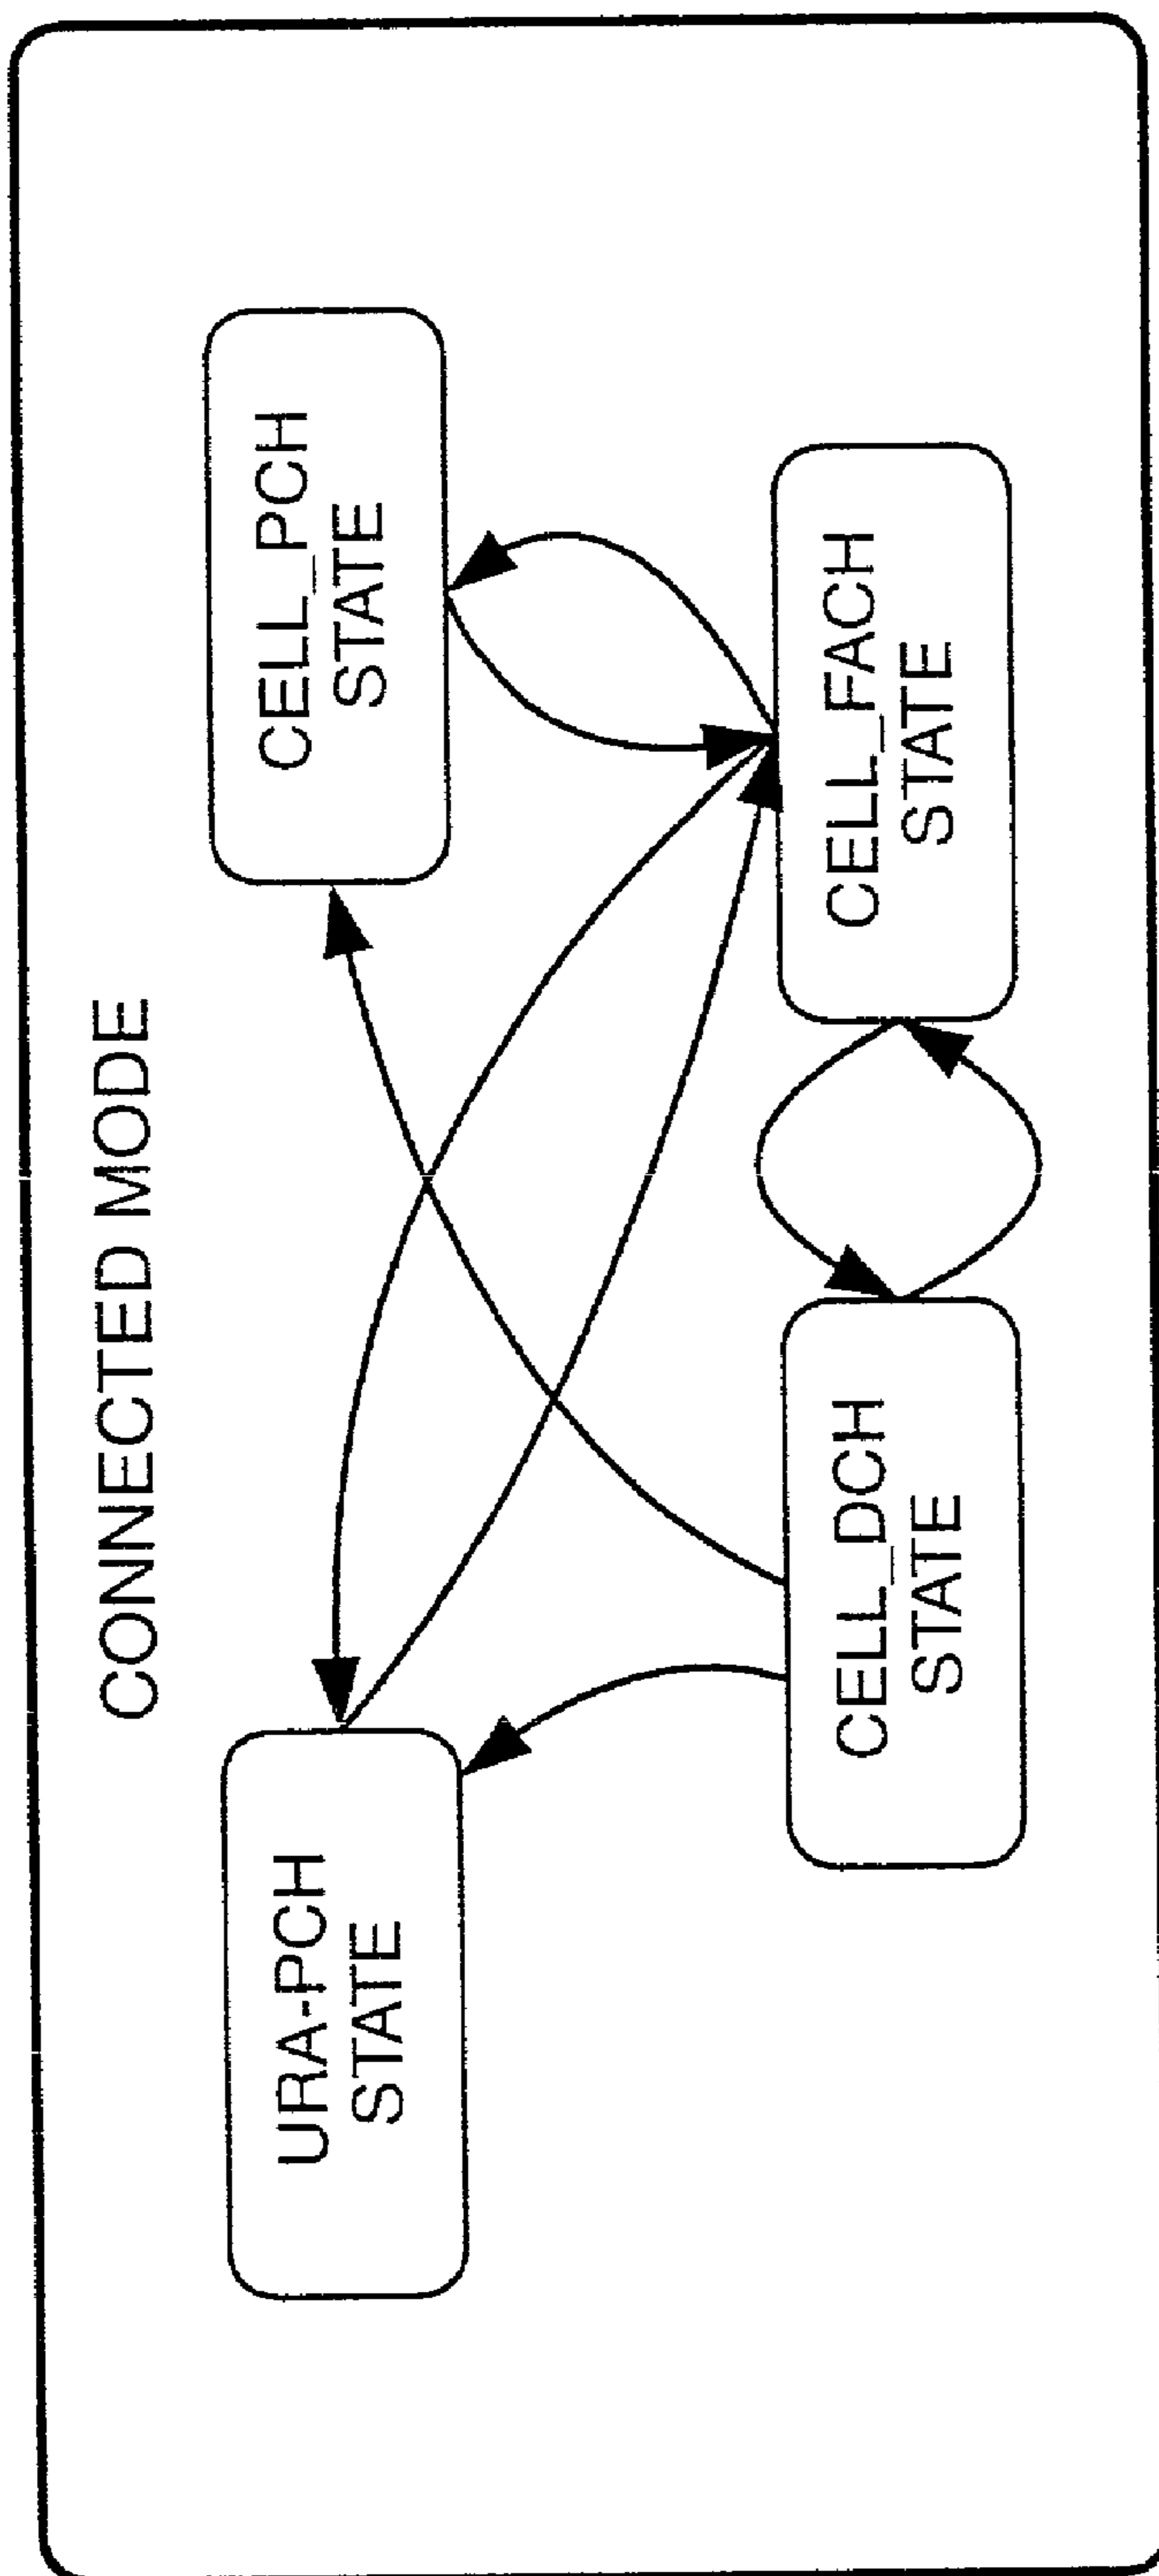 CONNECTED MODE
URA-PCH
STATE
CELL_PCH
STATE
CELL_DCH
STATE
CELL_FACH
STATE